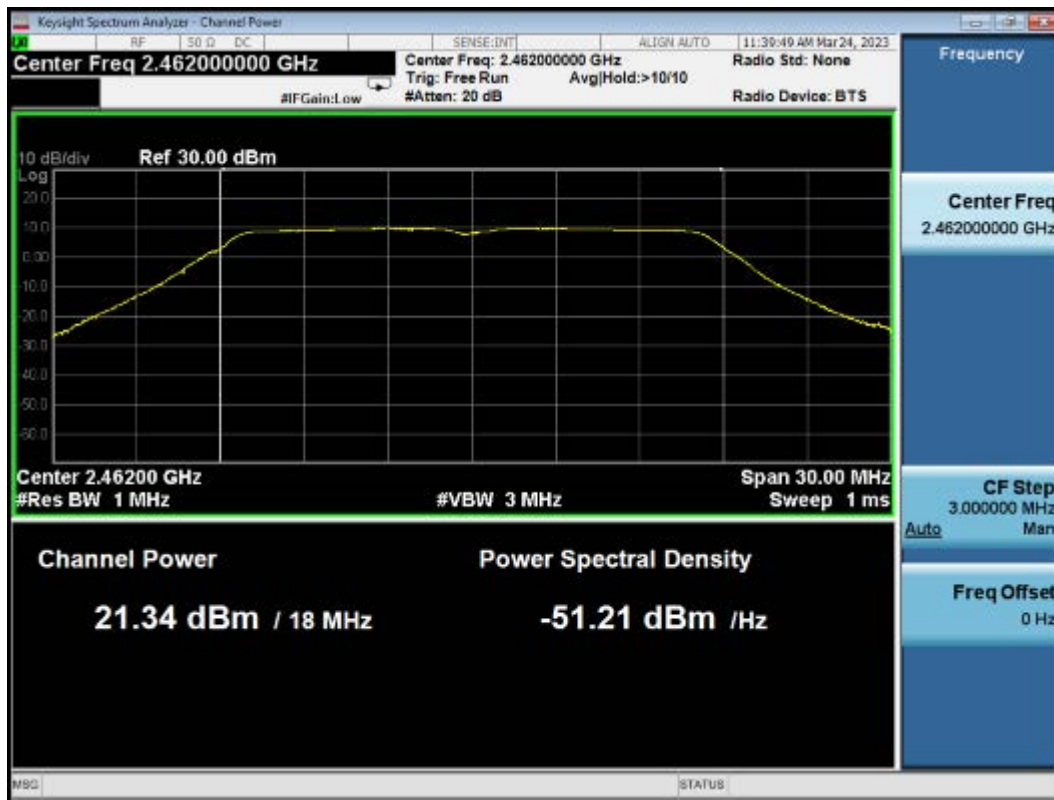 Keysight Spectrum Analyzer - Channel Power
RF 50 Ω DC SENSE:INT ALIGN AUTO 11:39:49 AM Mar 24, 2023
Center Freq 2.462000000 GHz
Center Freq: 2.462000000 GHz Radio Std: None
Trig: Free Run Avg|Hold:>10/10
#IFGain:Low #Atten: 20 dB Radio Device: BTS
10 dB/div Ref 30.00 dBm
Log
20.0
10.0
0.00
-10.0
-20.0
-30.0
-40.0
-50.0
-60.0
Center 2.46200 GHz Span 30.00 MHz
#Res BW 1 MHz #VBW 3 MHz Sweep 1 ms
Channel Power Power Spectral Density
21.34 dBm / 18 MHz -51.21 dBm /Hz
MSG STATUS
Frequency
Center Freq
2.462000000 GHz
CF Step
3.000000 MHz
Auto Man
Freq Offset
0 Hz